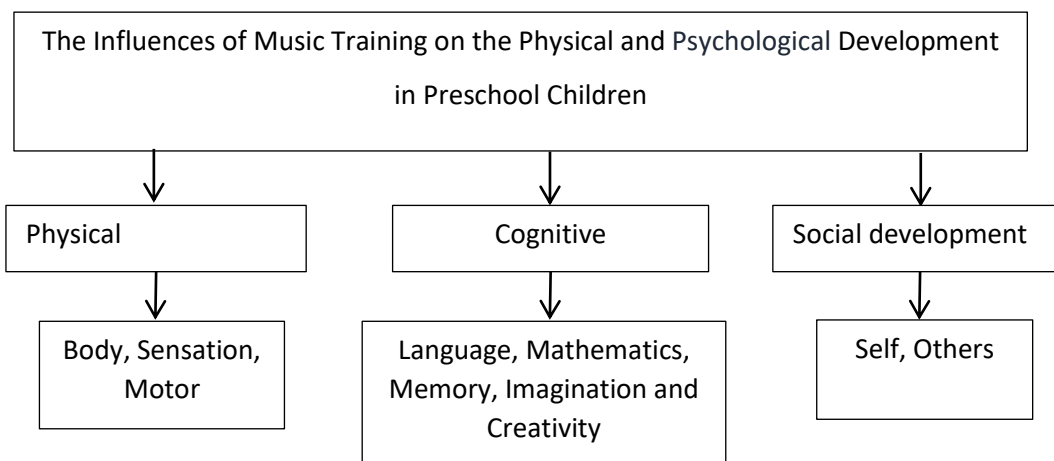 The Influences of Music Training on the Physical and Psychological Development
in Preschool Children
Physical
Cognitive
Social development
Body, Sensation,
Motor
Language, Mathematics,
Memory, Imagination and
Creativity
Self, Others